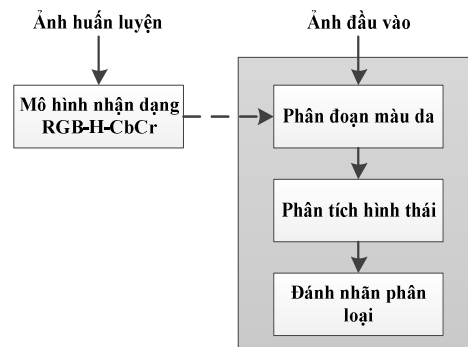 Ảnh huấn luyện
Ảnh đầu vào
Mô hình nhận dạng
RGB-H-CbCr
Phân đoạn màu da
Phân tích hình thái
Đánh nhãn phân
loại